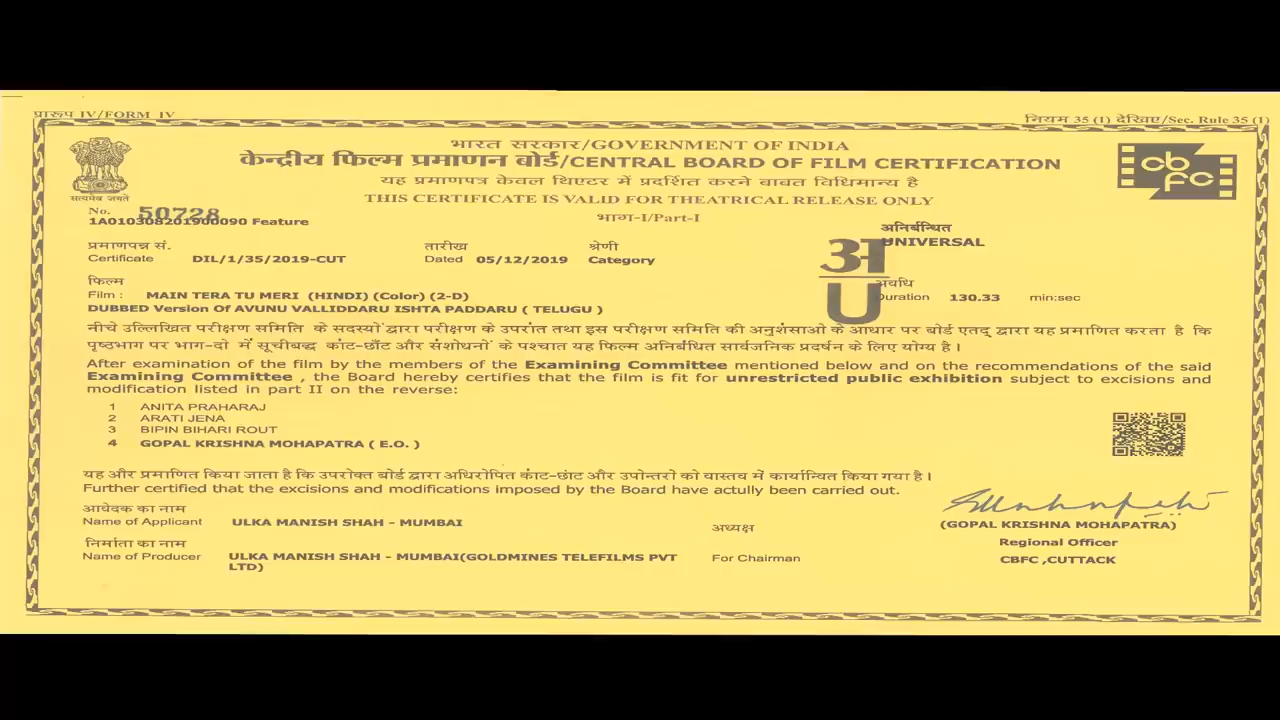 प्रारूप IV/FORM IV
नियम 35 (1) देखिए/Sec. Rule 35 (1)
भारत सरकार/GOVERNMENT OF INDIA
केन्द्रीय फिल्म प्रमाणन बोर्ड/CENTRAL BOARD OF FILM CERTIFICATION
यह प्रमाणपत्र केवल थिएटर में प्रदर्शित करने बाबत विधिमान्य है
THIS CERTIFICATE IS VALID FOR THEATRICAL RELEASE ONLY
भाग-I/Part-I
cb
fc
सत्यमेव जयते
No. 50728
1A010308201900090 Feature
अनिर्बन्धित
UNIVERSAL
प्रमाणपन्न सं. तारीख श्रेणी
Certificate DIL/1/35/2019-CUT Dated 05/12/2019 Category
अ
U
फिल्म
अवधि
Film : MAIN TERA TU MERI (HINDI) (Color) (2-D)
Duration 130.33 min:sec
DUBBED Version Of AVUNU VALLIDDARU ISHTA PADDARU ( TELUGU )
नीचे उल्लिखित परीक्षण समिति के सदस्यों द्वारा परीक्षण के उपरांत तथा इस परीक्षण समिति की अनुशंसाओं के आधार पर बोर्ड एतद् द्वारा यह प्रमाणित करता है कि
पृष्ठभाग पर भाग-दो में सूचीबद्ध कांट-छाँट और संशोधनों के पश्चात यह फिल्म अनिबंधित सार्वजनिक प्रदर्षन के लिए योग्य है।
After examination of the film by the members of the Examining Committee mentioned below and on the recommendations of the said
Examining Committee , the Board hereby certifies that the film is fit for unrestricted public exhibition subject to excisions and
modification listed in part II on the reverse:
1 ANITA PRAHARAJ
2 ARATI JENA
3 BIPIN BIHARI ROUT
4 GOPAL KRISHNA MOHAPATRA ( E.O. )
यह और प्रमाणित किया जाता है कि उपरोक्त बोर्ड द्वारा अधिरोपित कांट-छांट और उपोन्तरों को वास्तव में कार्यान्वित किया गया है।
Further certified that the excisions and modifications imposed by the Board have actully been carried out.
आवेदक का नाम
Name of Applicant ULKA MANISH SHAH - MUMBAI
अध्यक्ष
(GOPAL KRISHNA MOHAPATRA)
निर्माता का नाम
Regional Officer
Name of Producer ULKA MANISH SHAH - MUMBAI(GOLDMINES TELEFILMS PVT LTD)
For Chairman
CBFC ,CUTTACK